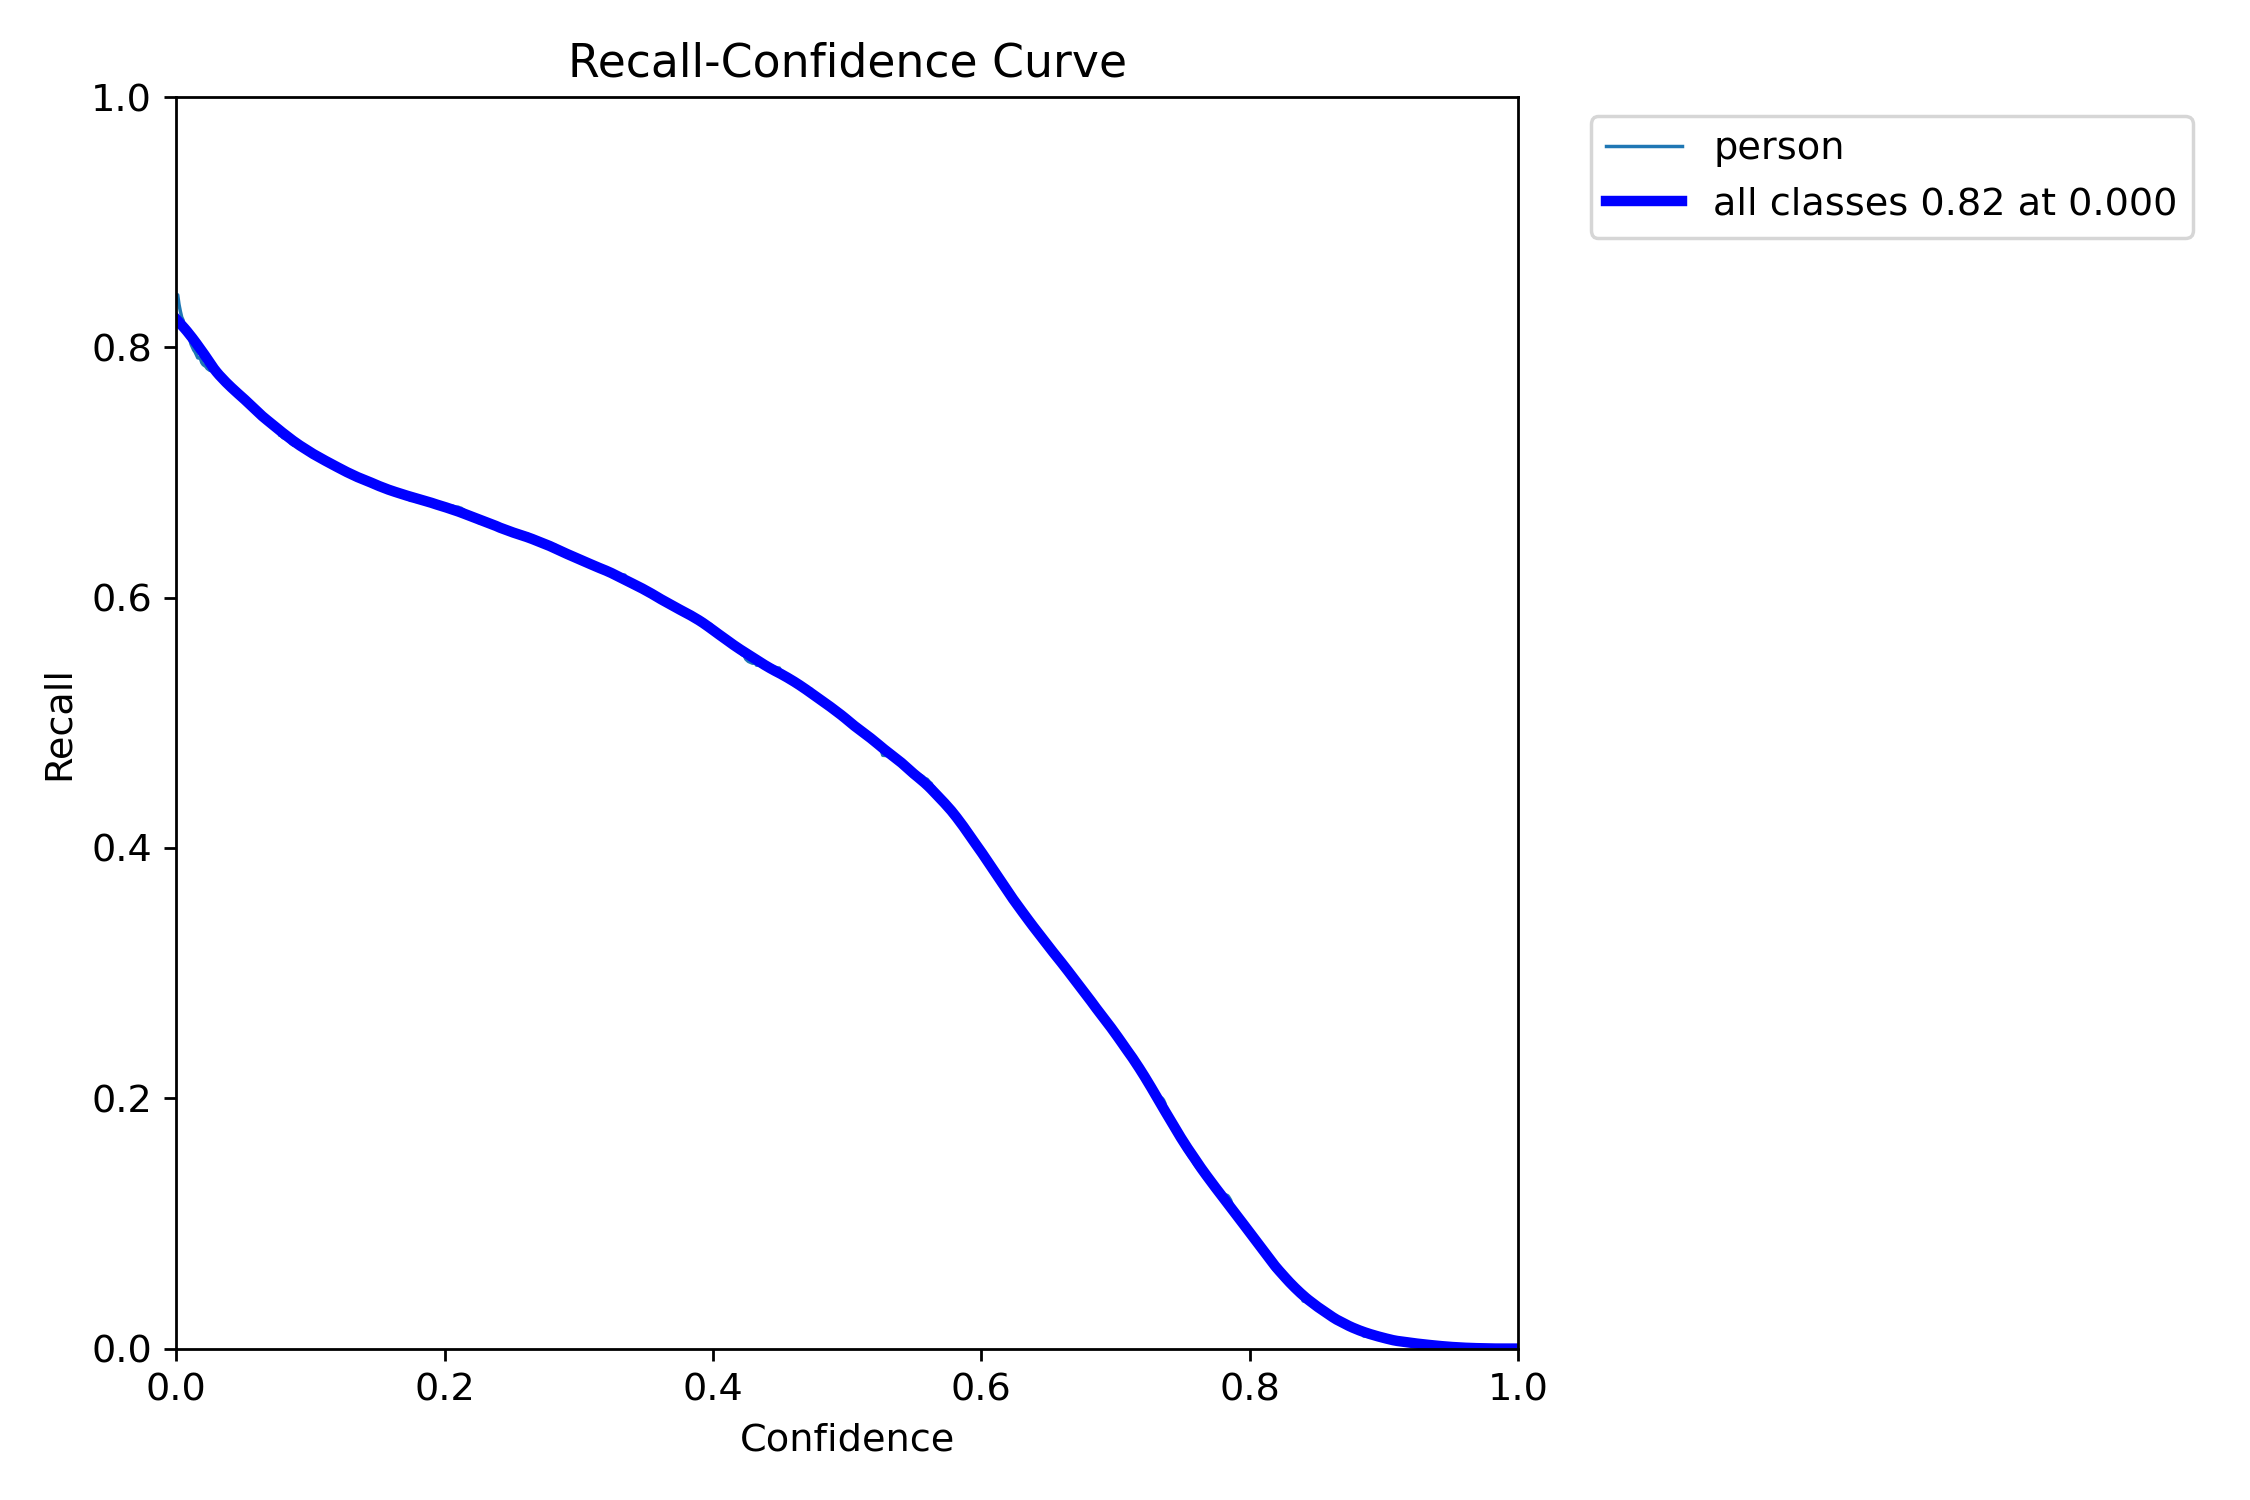 Recall-Confidence Curve
1.0
0.8
0.6
0.4
0.2
0.0
Recall
0.0 0.2 0.4 0.6 0.8 1.0
Confidence
person
all classes 0.82 at 0.000